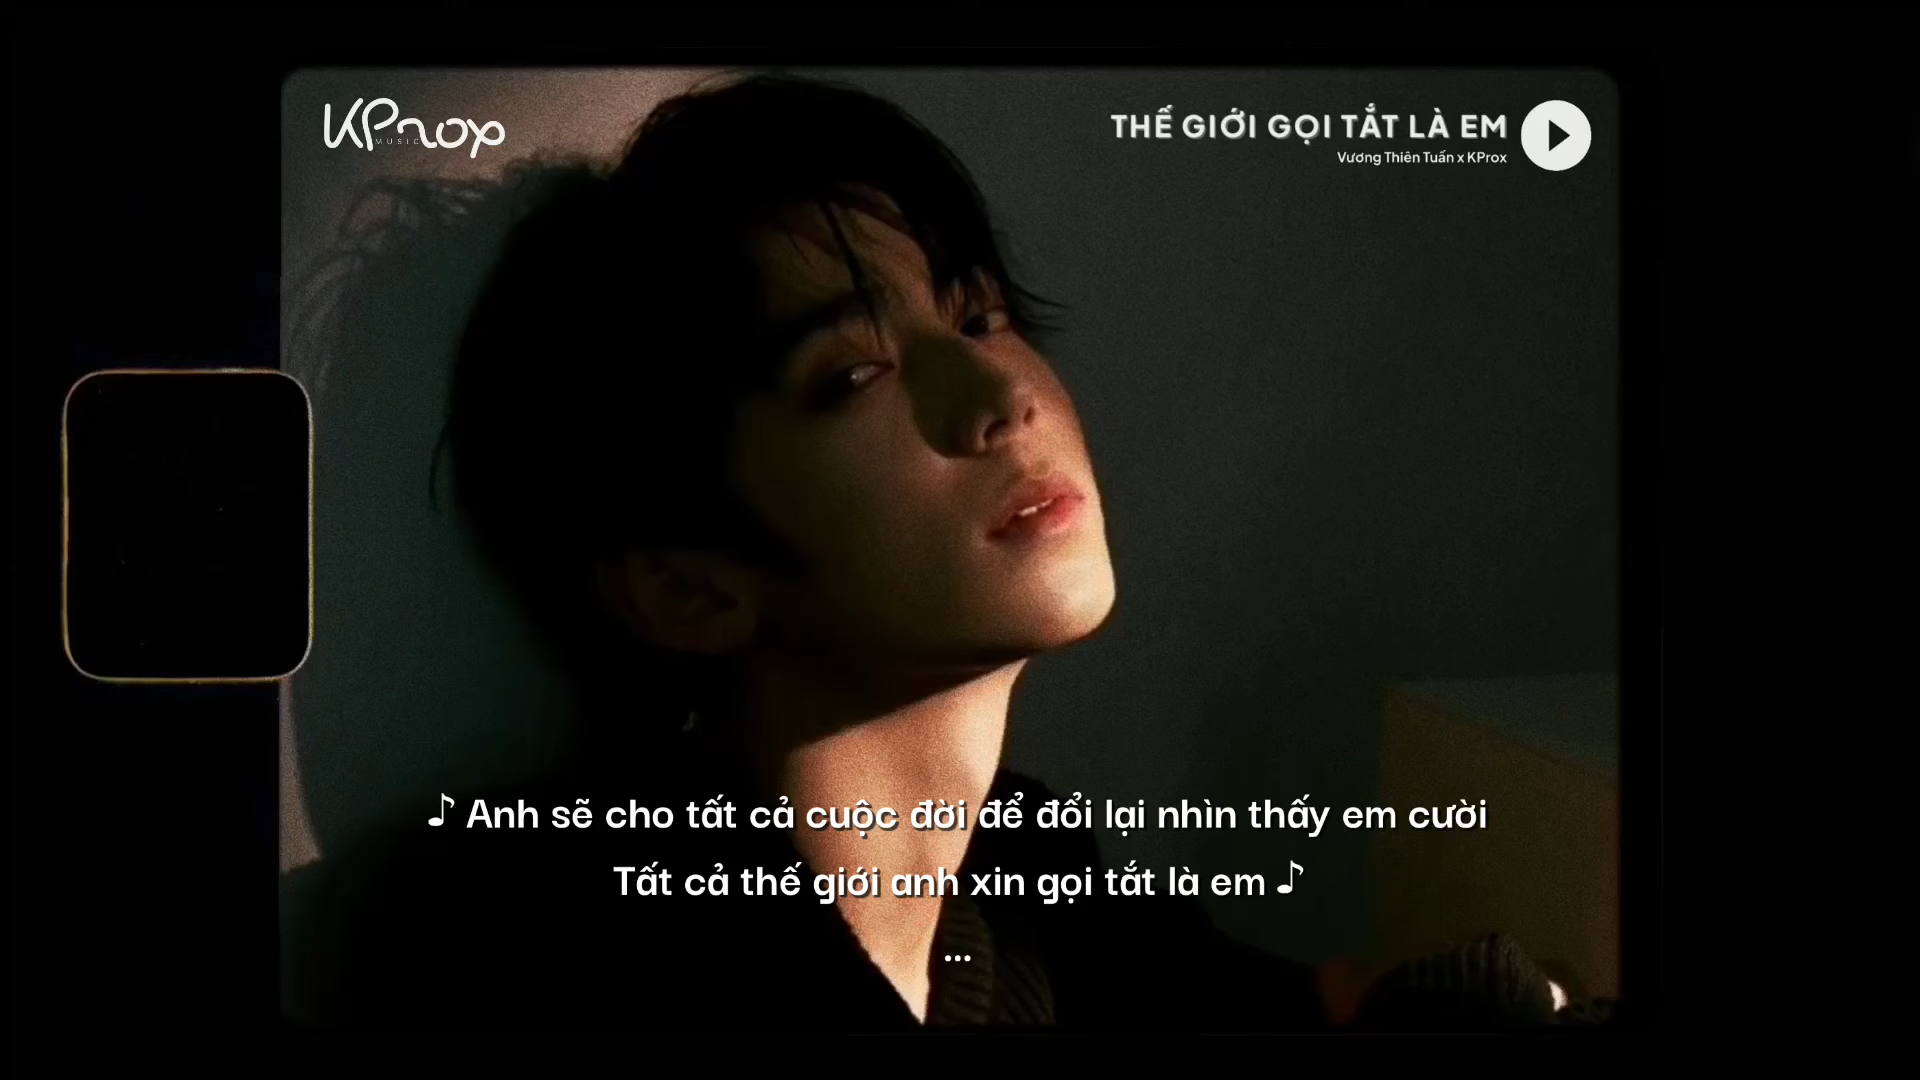 KProx
MUSIC
THẾ GIỚI GỌI TẮT LÀ EM
Vương Thiên Tuấn x KProx
♪ Anh sẽ cho tất cả cuộc đời để đổi lại nhìn thấy em cười
Tất cả thế giới anh xin gọi tắt là em ♪
...